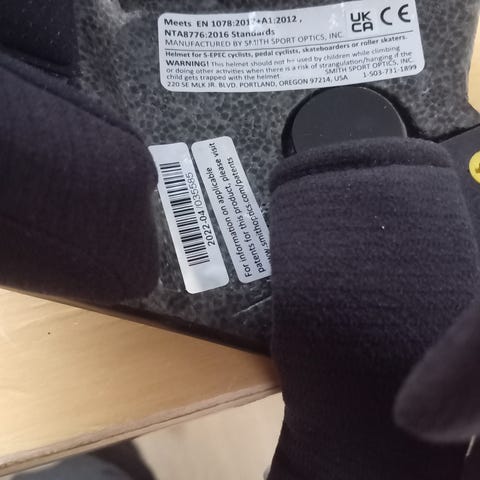 Meets EN 1078:2012+A1:2012 ,
NTA8776:2016 Standards
MANUFACTURED BY SMITH SPORT OPTICS, INC.
UK
CA CE
Helmet for S-EPEC cyclists, pedal cyclists, skateboarders or roller skaters.
WARNING! This helmet should not be used by children while climbing
or doing other activities when there is a risk of strangulation/hanging if the
child gets trapped with the helmet. SMITH SPORT OPTICS, INC.
220 SE MLK JR. BLVD. PORTLAND, OREGON 97214, USA 1-503-731-1899
2022.04/035585
For information on applicable
patents for this product, please visit
www.smithoptics.com/patents